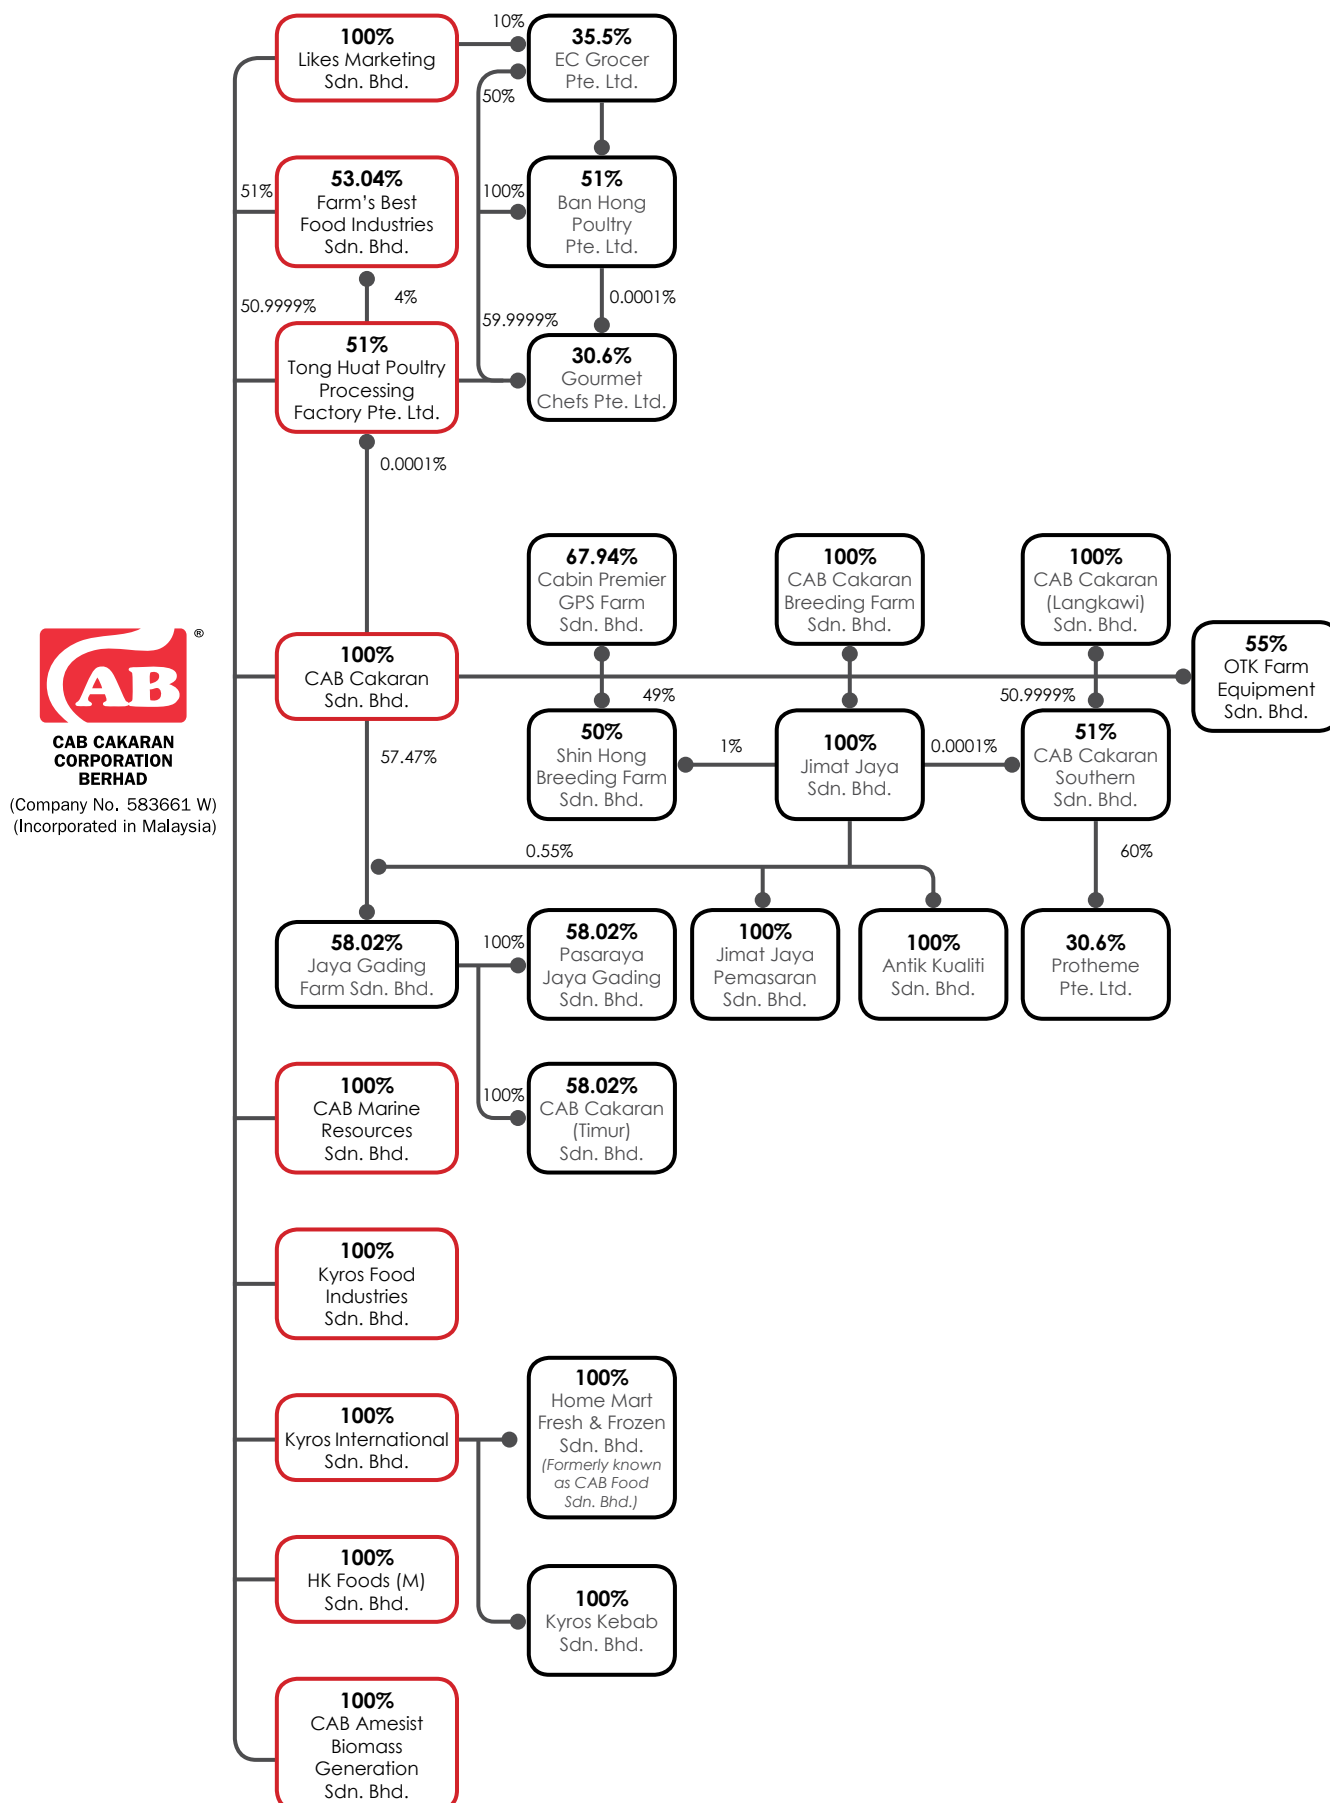 10%
100%
Likes Marketing
Sdn. Bhd.
35.5%
EC Grocer
Pte. Ltd.
50%
51%
53.04%
Farm's Best
Food Industries
Sdn. Bhd.
100%
51%
Ban Hong
Poultry
Pte. Ltd.
50.9999%
4%
59.9999%
0.0001%
51%
Tong Huat Poultry
Processing
Factory Pte. Ltd.
30.6%
Gourmet
Chefs Pte. Ltd.
0.0001%
67.94%
Cabin Premier
GPS Farm
Sdn. Bhd.
100%
CAB Cakaran
Breeding Farm
Sdn. Bhd.
100%
CAB Cakaran
(Langkawi)
Sdn. Bhd.
AB
®
CAB CAKARAN
CORPORATION
BERHAD
(Company No. 583661 W)
(Incorporated in Malaysia)
100%
CAB Cakaran
Sdn. Bhd.
55%
OTK Farm
Equipment
Sdn. Bhd.
49%
50.9999%
57.47%
50%
Shin Hong
Breeding Farm
Sdn. Bhd.
1%
100%
Jimat Jaya
Sdn. Bhd.
0.0001%
51%
CAB Cakaran
Southern
Sdn. Bhd.
0.55%
60%
58.02%
Jaya Gading
Farm Sdn. Bhd.
100%
58.02%
Pasaraya
Jaya Gading
Sdn. Bhd.
100%
Jimat Jaya
Pemasaran
Sdn. Bhd.
100%
Antik Kualiti
Sdn. Bhd.
30.6%
Protheme
Pte. Ltd.
100%
CAB Marine
Resources
Sdn. Bhd.
100%
58.02%
CAB Cakaran
(Timur)
Sdn. Bhd.
100%
Kyros Food
Industries
Sdn. Bhd.
100%
Kyros International
Sdn. Bhd.
100%
Home Mart
Fresh & Frozen
Sdn. Bhd.
(Formerly known
as CAB Food
Sdn. Bhd.)
100%
HK Foods (M)
Sdn. Bhd.
100%
Kyros Kebab
Sdn. Bhd.
100%
CAB Amesist
Biomass
Generation
Sdn. Bhd.